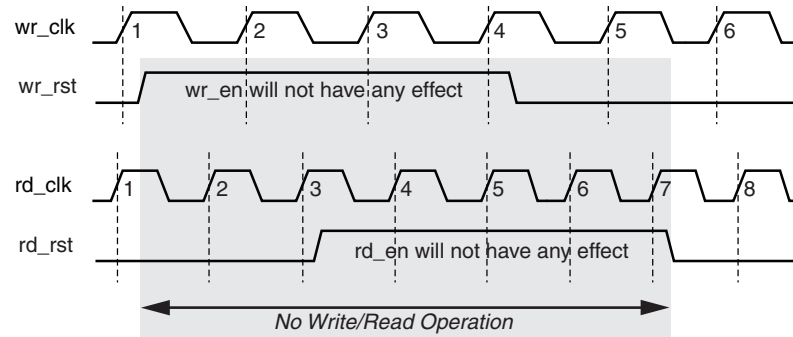 wr_clk 1 2 3 4 5 6
wr_rst wr_en will not have any effect
rd_clk 1 2 3 4 5 6 7 8
rd_rst rd_en will not have any effect
No Write/Read Operation